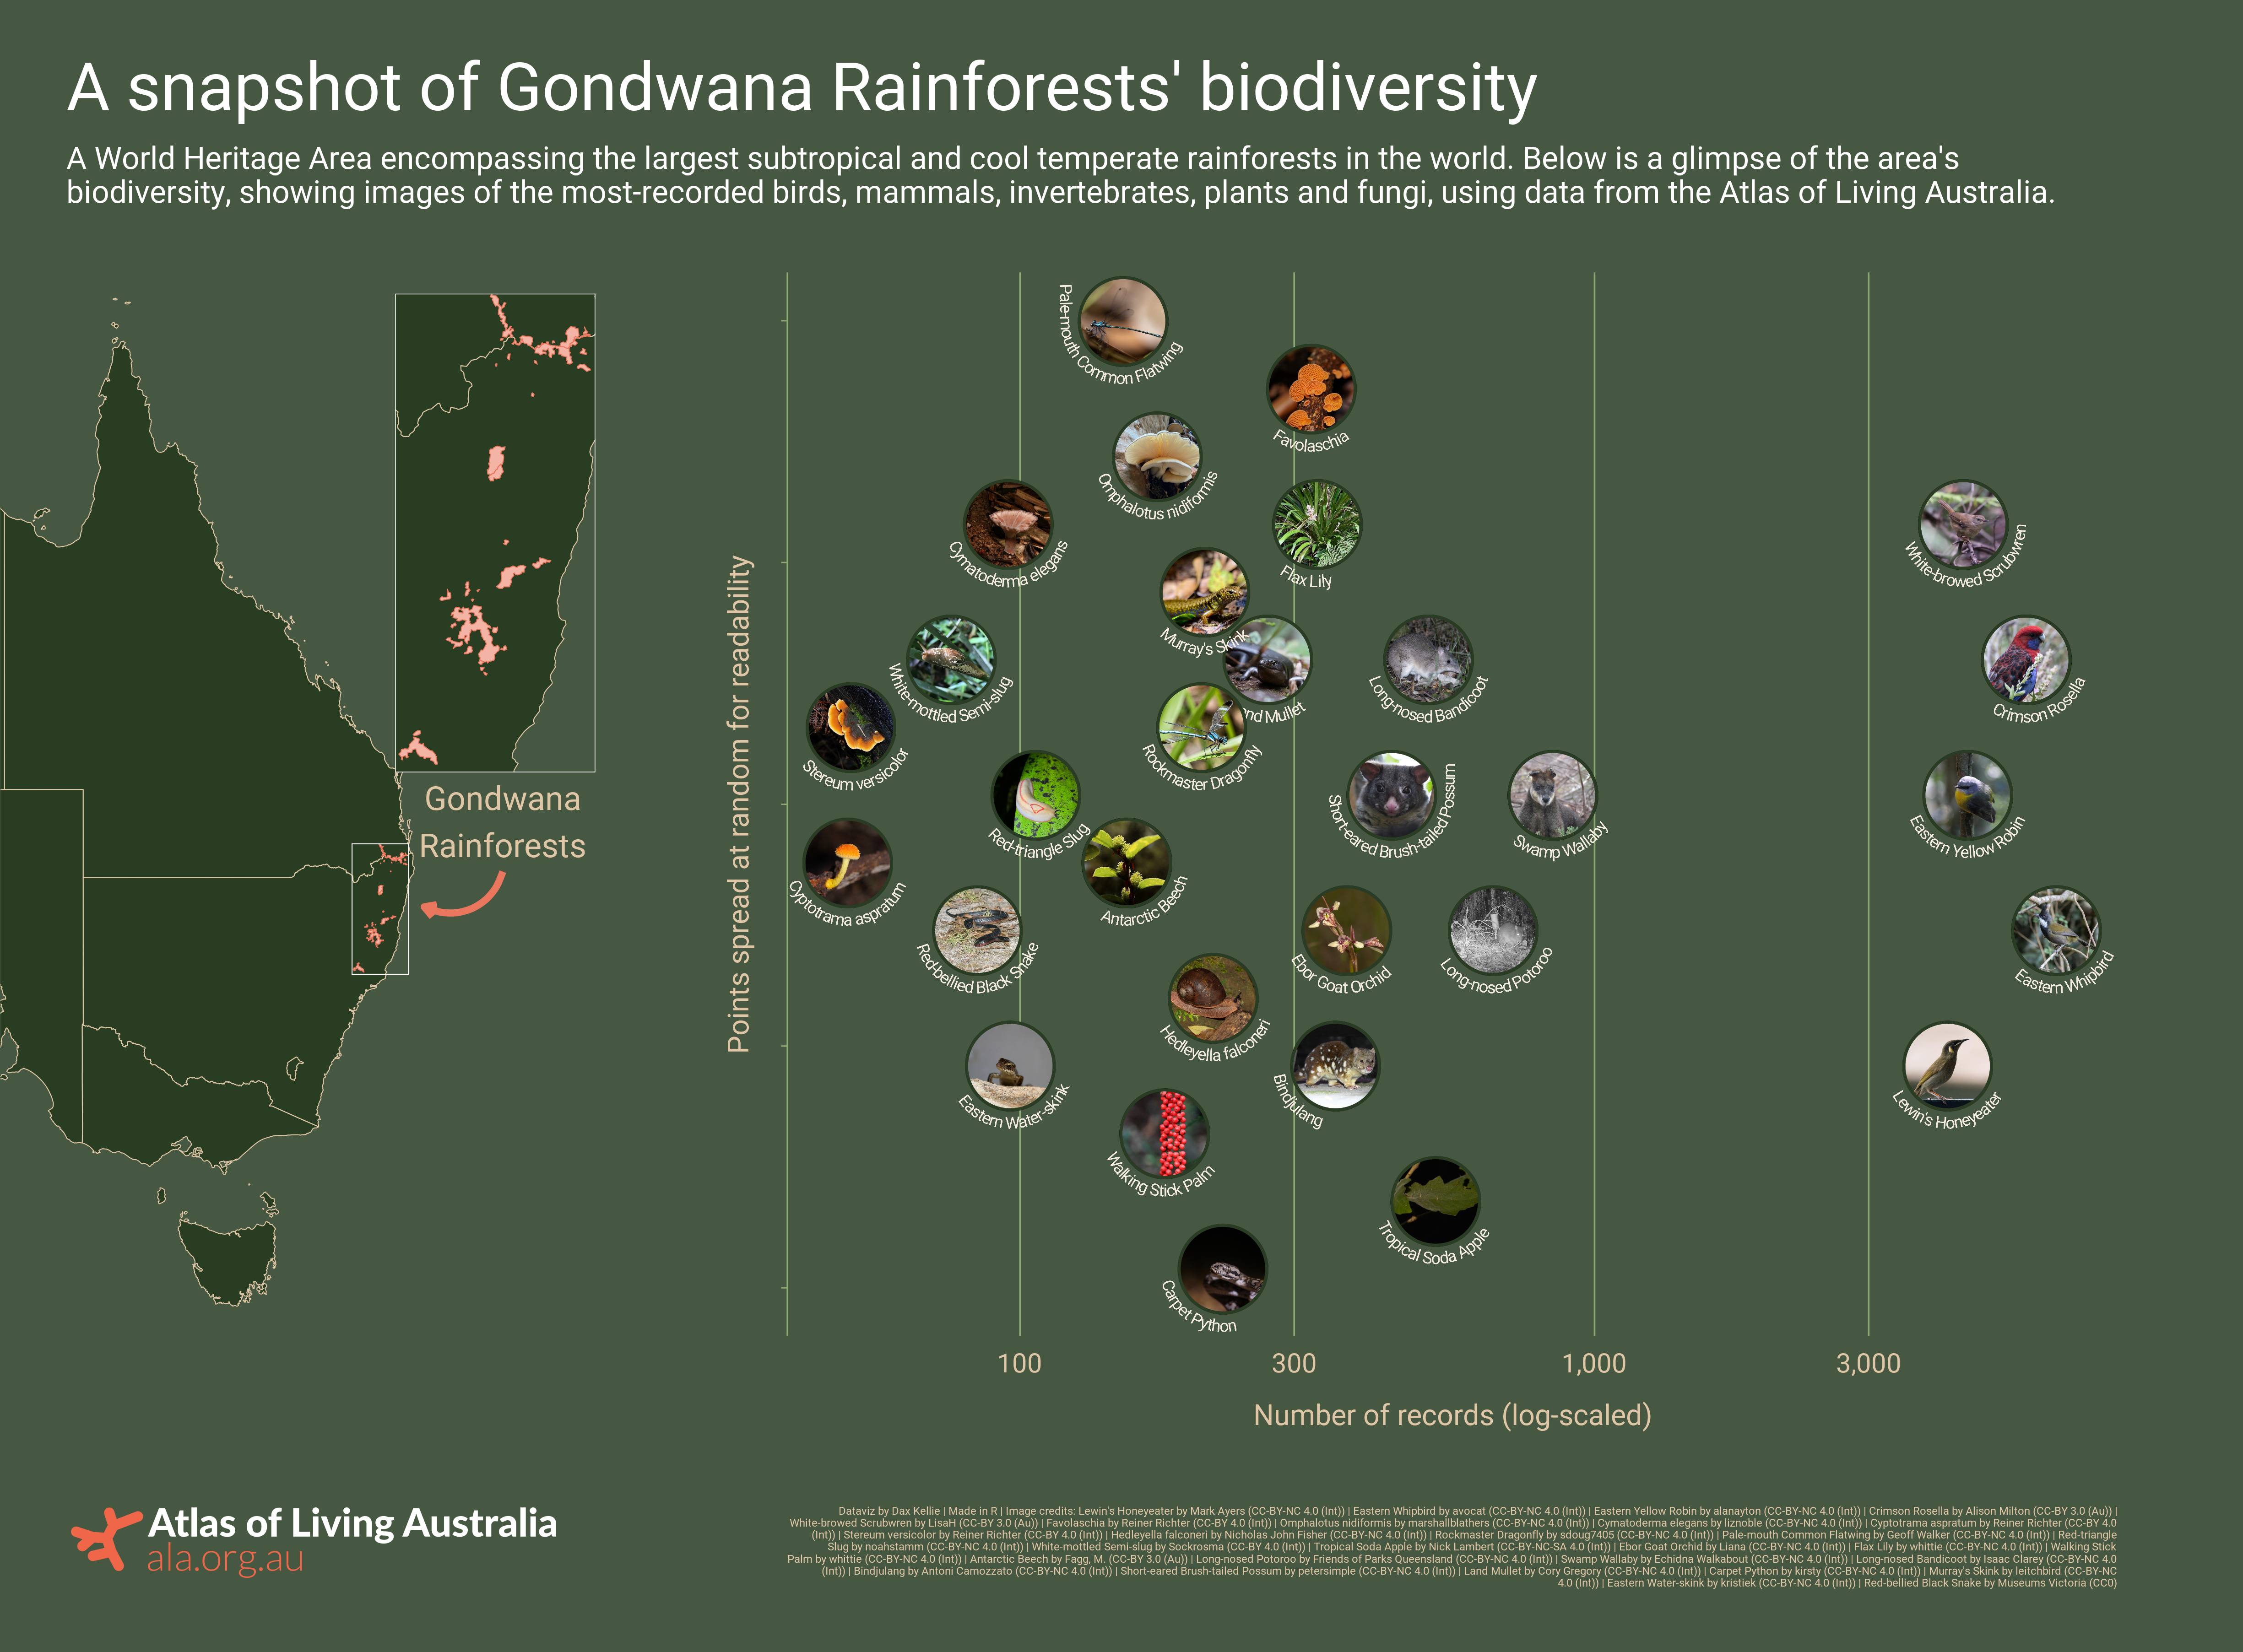 A snapshot of Gondwana Rainforests' biodiversity
A World Heritage Area encompassing the largest subtropical and cool temperate rainforests in the world. Below is a glimpse of the area's
biodiversity, showing images of the most-recorded birds, mammals, invertebrates, plants and fungi, using data from the Atlas of Living Australia.
Gondwana
Rainforests
Points spread at random for readability
Pale-mouth Common Flatwing
Favolaschia
Omphalotus nidiformis
Cymatoderma elegans
Flax Lily
White-browed Scrubwren
Murray's Skink
White-mottled Semi-slug
nd Mullet
Long-nosed Bandicoot
Crimson Rosella
Stereum versicolor
Rockmaster Dragonfly
Red-triangle Slug
Short-eared Brush-tailed Possum
Swamp Wallaby
Eastern Yellow Robin
Cyptotrama aspratum
Antarctic Beech
Red-bellied Black Snake
Ebor Goat Orchid
Long-nosed Potoroo
Eastern Whipbird
Hedleyella falconeri
Eastern Water-skink
Bindjulang
Lewin's Honeyeater
Walking Stick Palm
Tropical Soda Apple
Carpet Python
100
300
1,000
3,000
Number of records (log-scaled)
Atlas of Living Australia
ala.org.au
Dataviz by Dax Kellie | Made in R | Image credits: Lewin's Honeyeater by Mark Ayers (CC-BY-NC 4.0 (Int)) | Eastern Whipbird by avocat (CC-BY-NC 4.0 (Int)) | Eastern Yellow Robin by alanayton (CC-BY-NC 4.0 (Int)) | Crimson Rosella by Alison Milton (CC-BY 3.0 (Au)) |
White-browed Scrubwren by LisaH (CC-BY 3.0 (Au)) | Favolaschia by Reiner Richter (CC-BY 4.0 (Int)) | Omphalotus nidiformis by marshallblathers (CC-BY-NC 4.0 (Int)) | Cymatoderma elegans by liznoble (CC-BY-NC 4.0 (Int)) | Cyptotrama aspratum by Reiner Richter (CC-BY 4.0
(Int)) | Stereum versicolor by Reiner Richter (CC-BY 4.0 (Int)) | Hedleyella falconeri by Nicholas John Fisher (CC-BY-NC 4.0 (Int)) | Rockmaster Dragonfly by sdoug7405 (CC-BY-NC 4.0 (Int)) | Pale-mouth Common Flatwing by Geoff Walker (CC-BY-NC 4.0 (Int)) | Red-triangle
Slug by noahstamm (CC-BY-NC 4.0 (Int)) | White-mottled Semi-slug by Sockrosma (CC-BY 4.0 (Int)) | Tropical Soda Apple by Nick Lambert (CC-BY-NC-SA 4.0 (Int)) | Ebor Goat Orchid by Liana (CC-BY-NC 4.0 (Int)) | Flax Lily by whittie (CC-BY-NC 4.0 (Int)) | Walking Stick
Palm by whittie (CC-BY-NC 4.0 (Int)) | Antarctic Beech by Fagg, M. (CC-BY 3.0 (Au)) | Long-nosed Potoroo by Friends of Parks Queensland (CC-BY-NC 4.0 (Int)) | Swamp Wallaby by Echidna Walkabout (CC-BY-NC 4.0 (Int)) | Long-nosed Bandicoot by Isaac Clarey (CC-BY-NC 4.0
(Int)) | Bindjulang by Antoni Camozzato (CC-BY-NC 4.0 (Int)) | Short-eared Brush-tailed Possum by petersimple (CC-BY-NC 4.0 (Int)) | Land Mullet by Cory Gregory (CC-BY-NC 4.0 (Int)) | Carpet Python by kirsty (CC-BY-NC 4.0 (Int)) | Murray's Skink by leitchbird (CC-BY-NC
4.0 (Int)) | Eastern Water-skink by kristiek (CC-BY-NC 4.0 (Int)) | Red-bellied Black Snake by Museums Victoria (CC0)